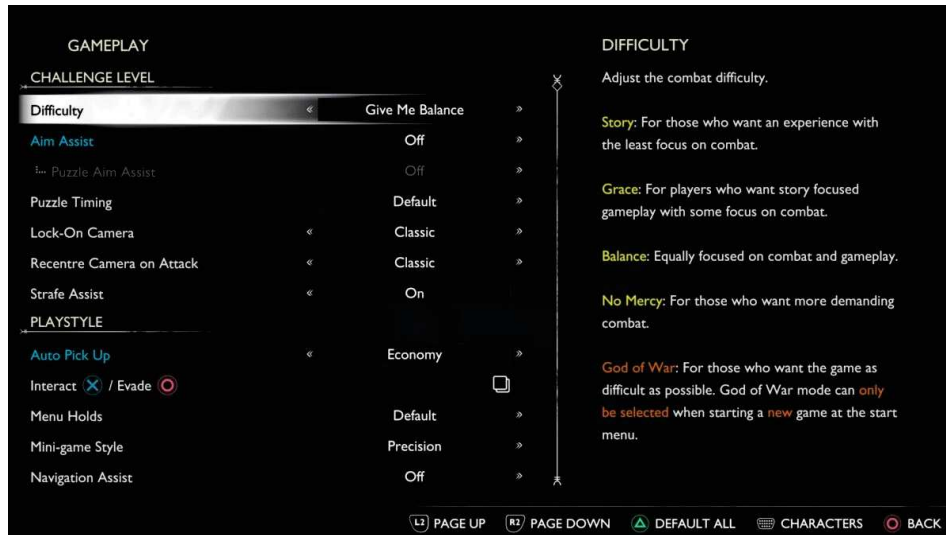 GAMEPLAY
CHALLENGE LEVEL
Difficulty « Give Me Balance »
Aim Assist Off »
Puzzle Aim Assist Off »
Puzzle Timing Default »
Lock-On Camera « Classic »
Recentre Camera on Attack « Classic »
Strafe Assist « On
PLAYSTYLE
Auto Pick Up « Economy »
Interact / Evade
Menu Holds Default »
Mini-game Style Precision »
Navigation Assist Off »
DIFFICULTY
Adjust the combat difficulty.
Story: For those who want an experience with
the least focus on combat.
Grace: For players who want story focused
gameplay with some focus on combat.
Balance: Equally focused on combat and gameplay.
No Mercy: For those who want more demanding
combat.
God of War: For those who want the game as
difficult as possible. God of War mode can only
be selected when starting a new game at the start
menu.
L2 PAGE UP R2 PAGE DOWN DEFAULT ALL CHARACTERS BACK